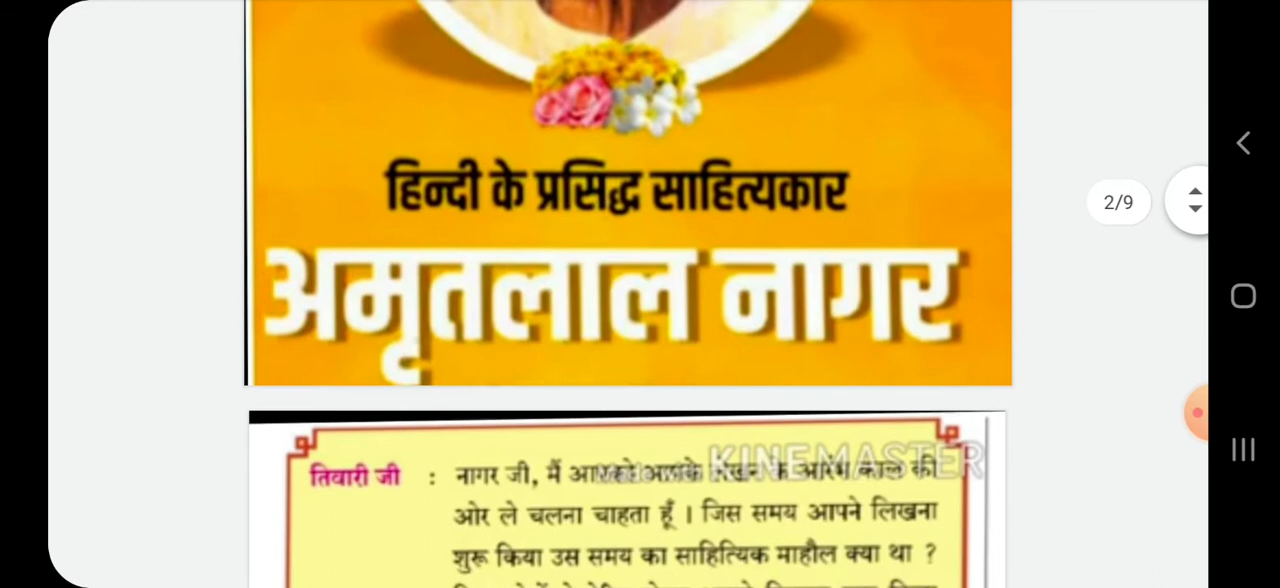 हिन्दी के प्रसिद्ध साहित्यकार
अमृतलाल नागर
2/9
KINEMASTER
तिवारी जी : नागर जी, मैं आपको आपके लेखन के आरंभ काल की
ओर ले चलना चाहता हूँ । जिस समय आपने लिखना
शुरू किया उस समय का साहित्यिक माहौल क्या था ?